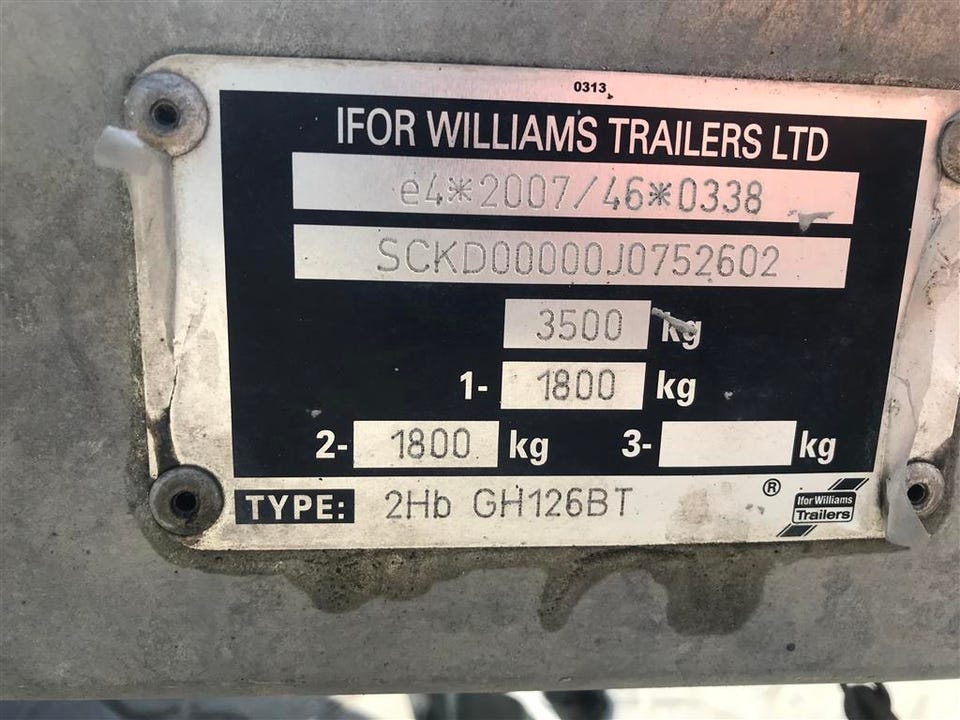 0313
IFOR WILLIAMS TRAILERS LTD
e4*2007/46*0338
SCKD00000J0752602
3500 kg
1- 1800 kg
2- 1800 kg 3- kg
TYPE: 2Hb GH126BT ®
Ifor Williams
Trailers